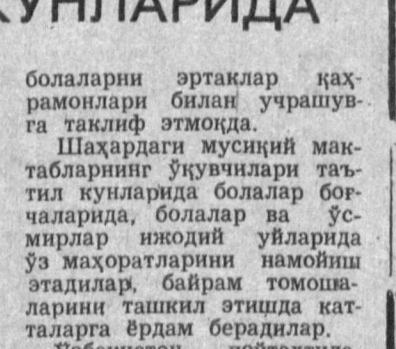 КУНЛАРИДА
болаларни эртаклар қаҳ-
рамонлари билан учрашув-
га таклиф этмоқда.
Шаҳардаги мусиқий мак-
табларнинг ўқувчилари таъ-
тил кунларида болалар боғ-
чаларида, болалар ва ўс-
мирлар ижодий уйларида
ўз маҳоратларини намойиш
этадилар, байрам томоша-
ларини ташкил этишда кат-
таларга ёрдам берадилар.